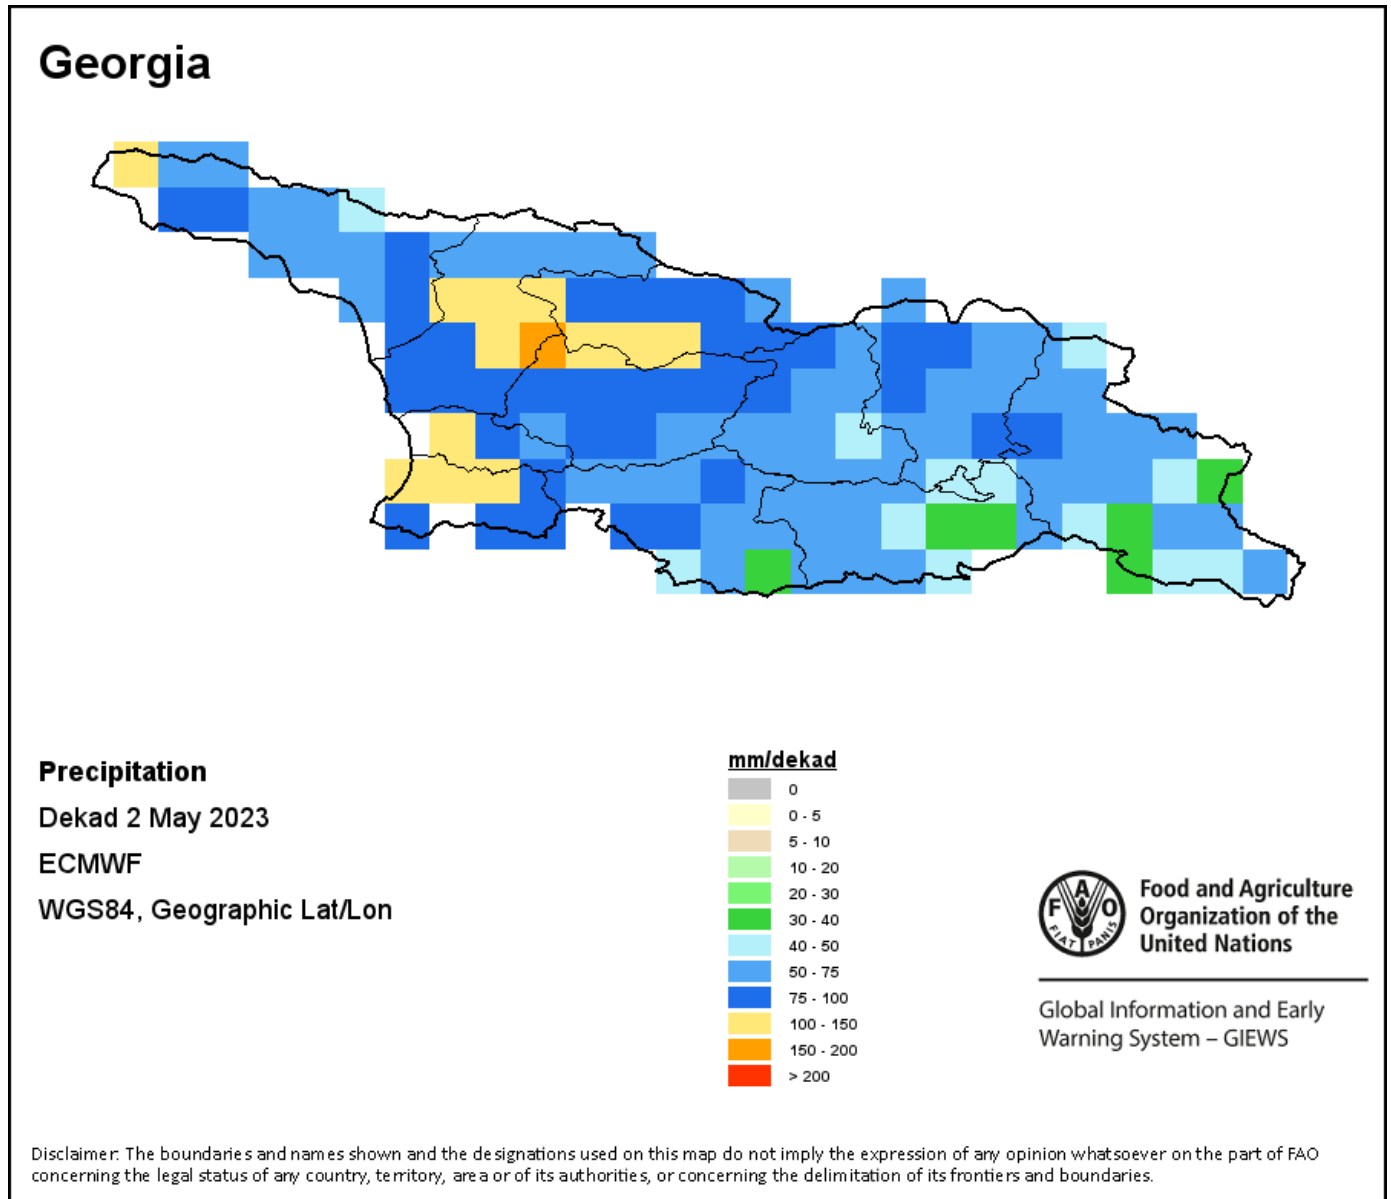 Georgia
Precipitation
Dekad 2 May 2023
ECMWF
WGS84, Geographic Lat/Lon
mm/dekad
0
0 - 5
5 - 10
10 - 20
20 - 30
30 - 40
40 - 50
50 - 75
75 - 100
100 - 150
150 - 200
> 200
F A O
FIAT PANIS
Food and Agriculture
Organization of the
United Nations
Global Information and Early
Warning System – GIEWS
Disclaimer: The boundaries and names shown and the designations used on this map do not imply the expression of any opinion whatsoever on the part of FAO
concerning the legal status of any country, territory, area or of its authorities, or concerning the delimitation of its frontiers and boundaries.